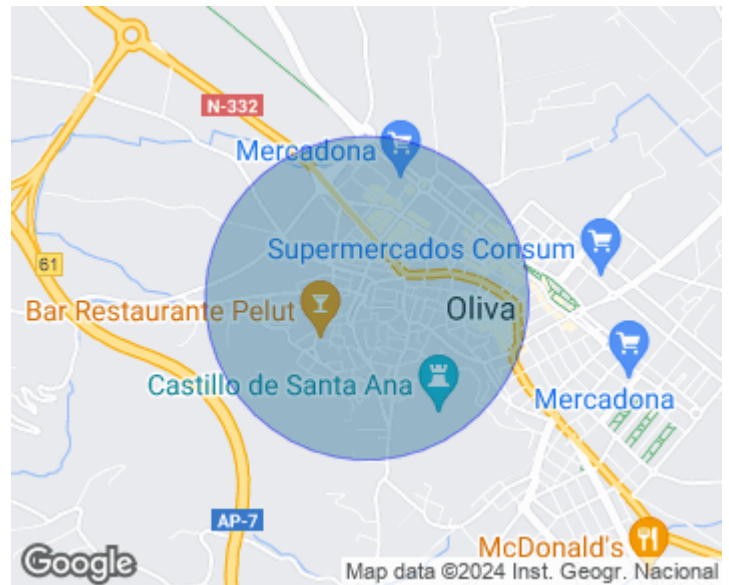 N-332
Mercadona
Supermercados Consum
61
Bar Restaurante Pelut
Oliva
Castillo de Santa Ana
Mercadona
AP-7
McDonald's
Google
Map data ©2024 Inst. Geogr. Nacional